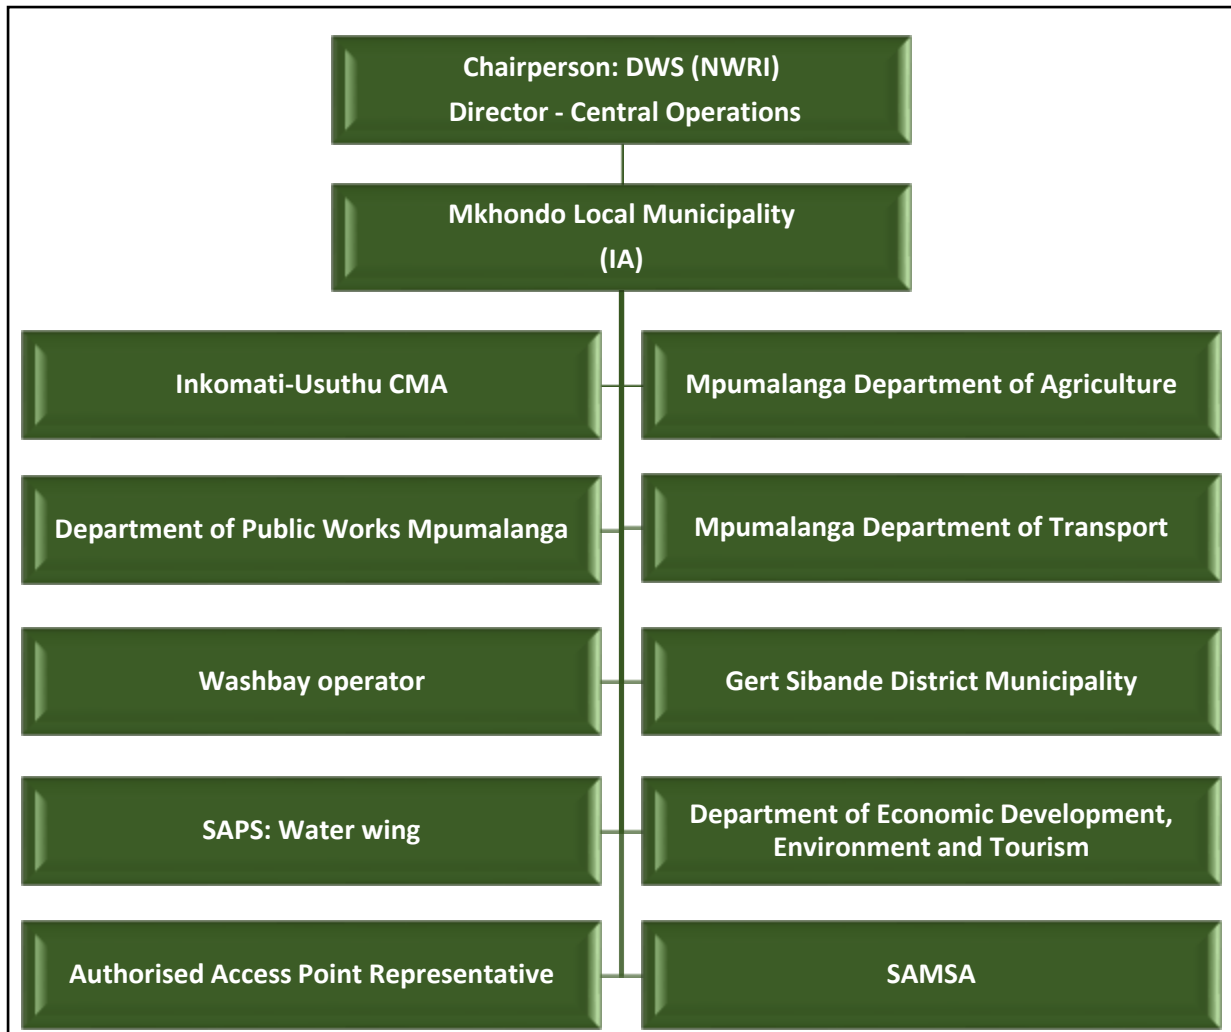 Chairperson: DWS (NWRI)
Director - Central Operations
Mkhondo Local Municipality
(IA)
Inkomati-Usuthu CMA
Mpumalanga Department of Agriculture
Department of Public Works Mpumalanga
Mpumalanga Department of Transport
Washbay operator
Gert Sibande District Municipality
SAPS: Water wing
Department of Economic Development,
Environment and Tourism
Authorised Access Point Representative
SAMSA